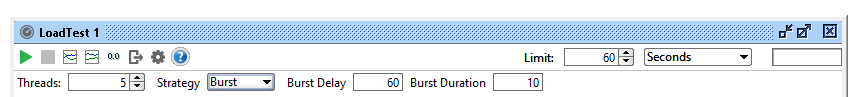 LoadTest 1
0.0 ? Limit: 60 Seconds
Threads: 5 Strategy Burst Burst Delay 60 Burst Duration 10